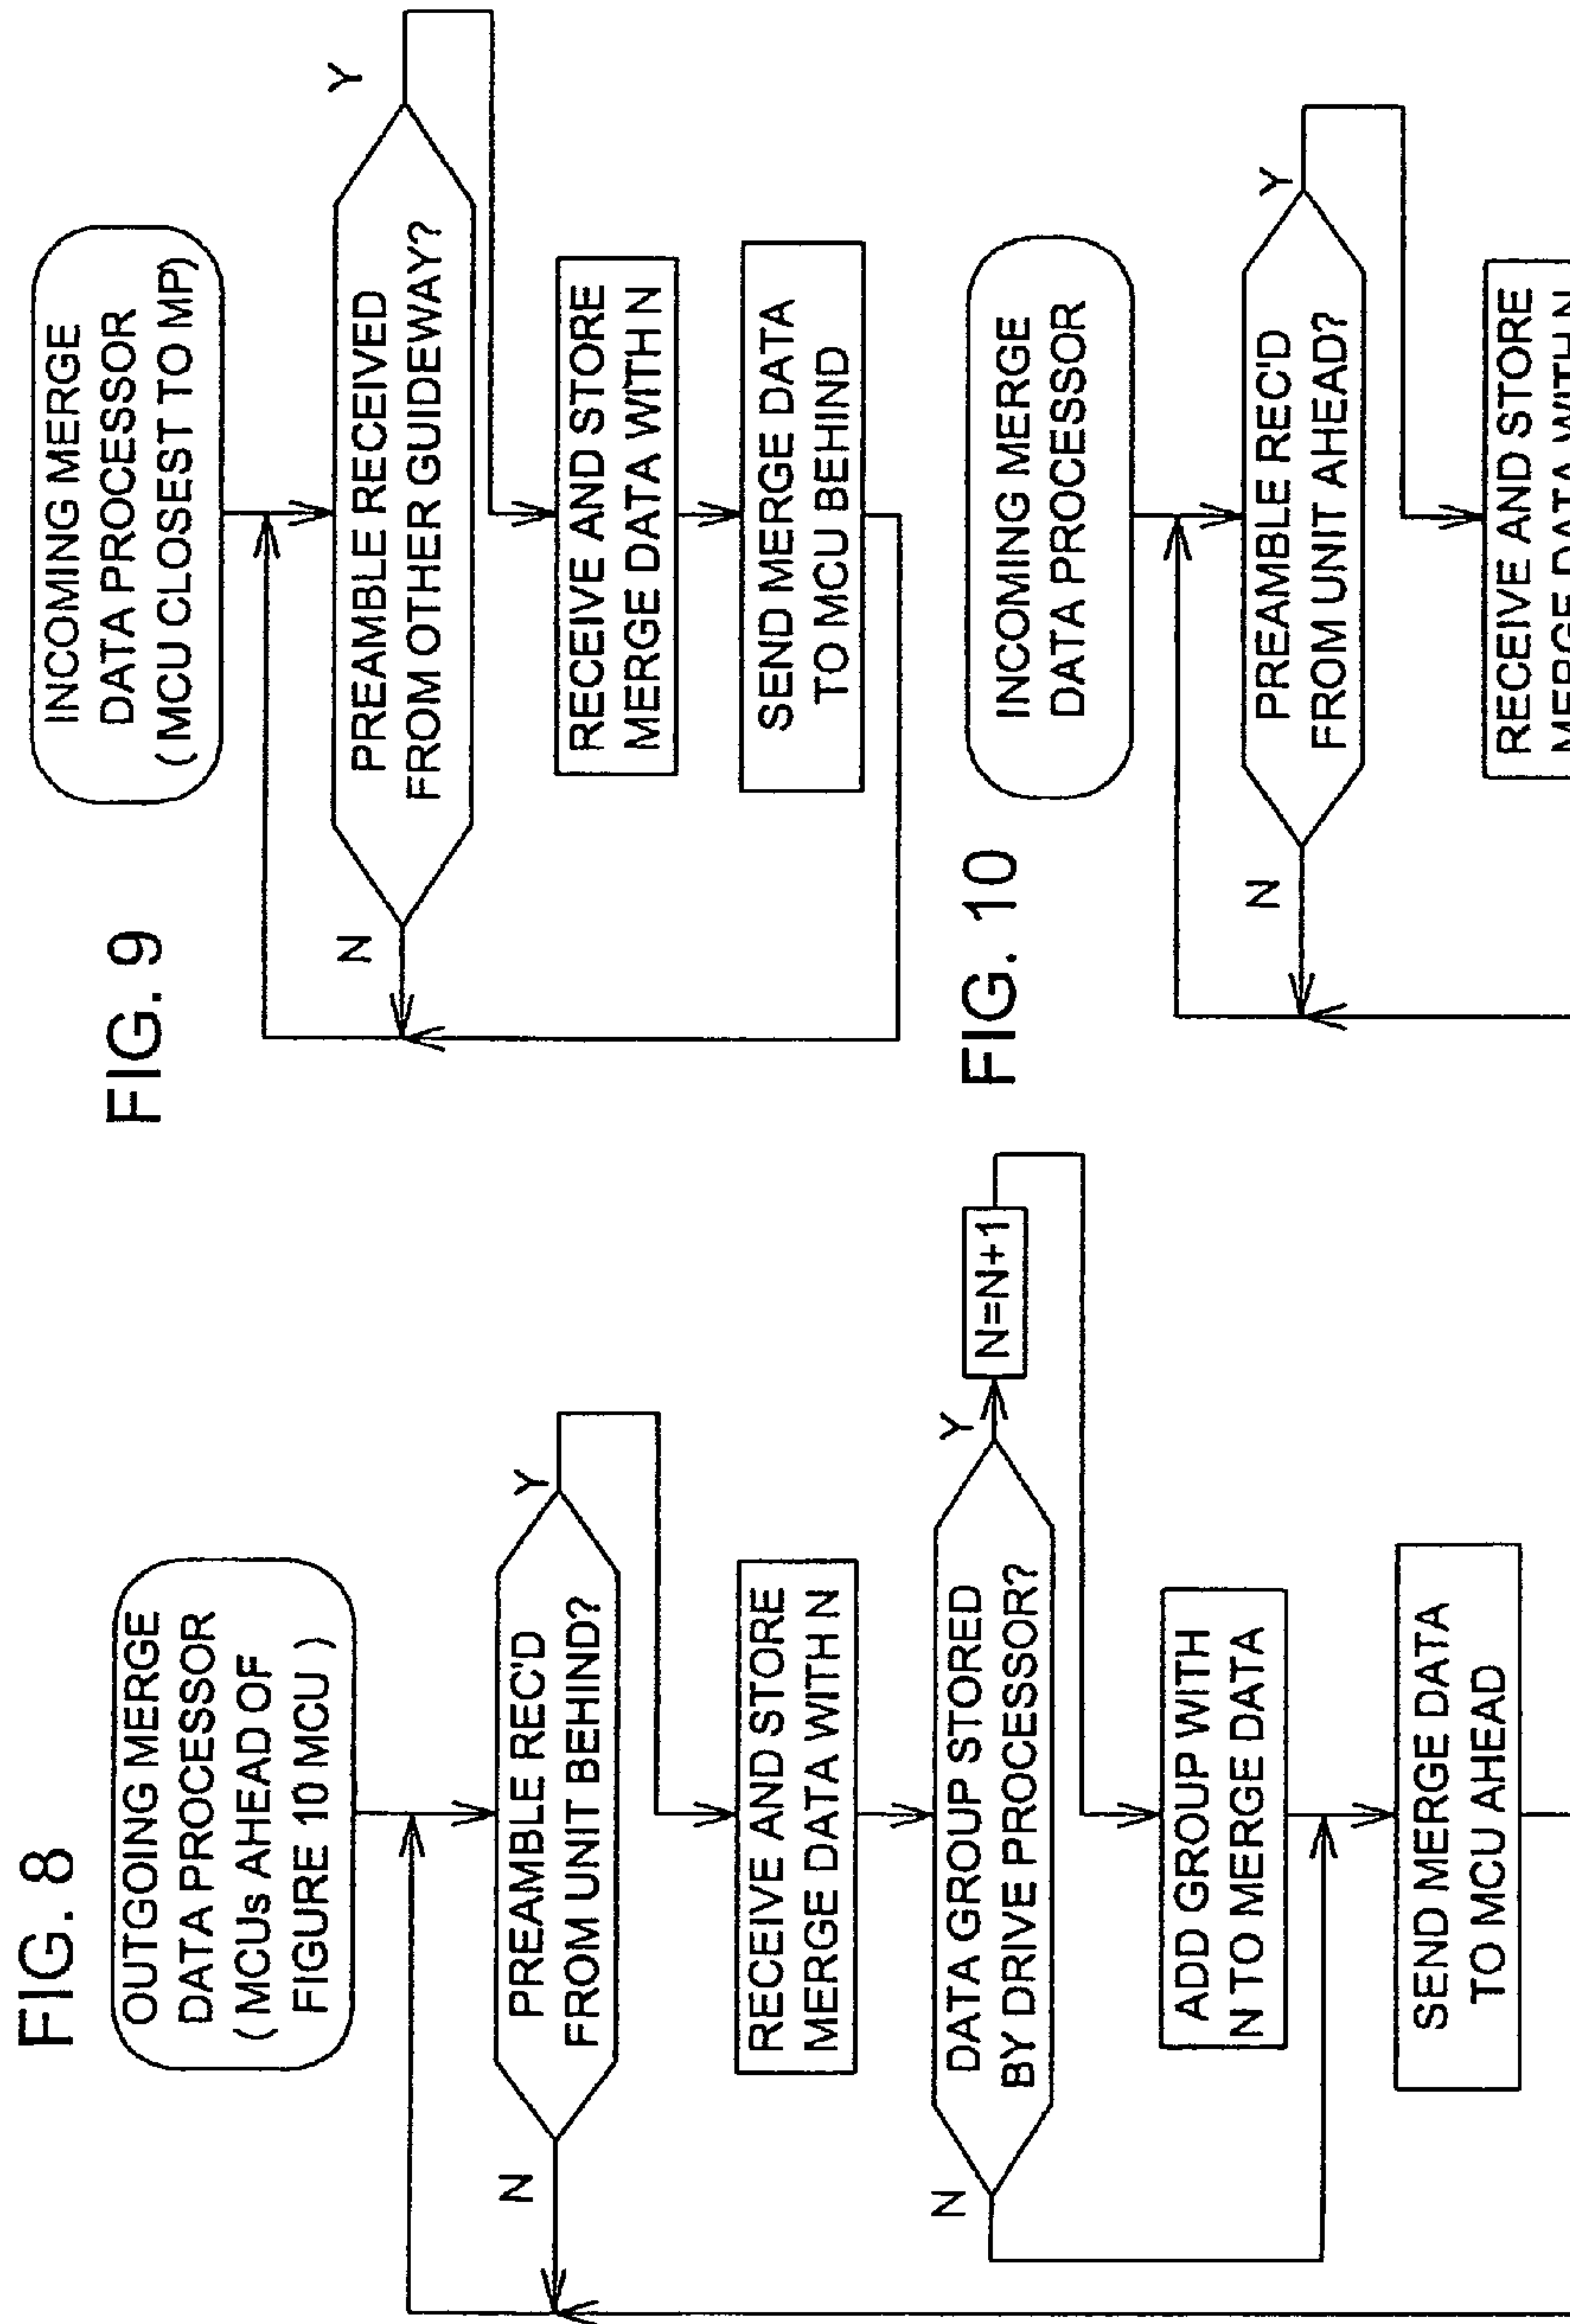 FIG. 8
OUTGOING MERGE
DATA PROCESSOR
( MCUs AHEAD OF
FIGURE 10 MCU )
PREAMBLE REC'D
FROM UNIT BEHIND?
N
Y
RECEIVE AND STORE
MERGE DATA WITH N
DATA GROUP STORED
BY DRIVE PROCESSOR?
N
Y
N=N+1
ADD GROUP WITH
N TO MERGE DATA
SEND MERGE DATA
TO MCU AHEAD
FIG. 9
INCOMING MERGE
DATA PROCESSOR
( MCU CLOSEST TO MP)
PREAMBLE RECEIVED
FROM OTHER GUIDEWAY?
N
Y
RECEIVE AND STORE
MERGE DATA WITH N
SEND MERGE DATA
TO MCU BEHIND
FIG. 10
INCOMING MERGE
DATA PROCESSOR
PREAMBLE REC'D
FROM UNIT AHEAD?
N
Y
RECEIVE AND STORE
MERGE DATA WITH N